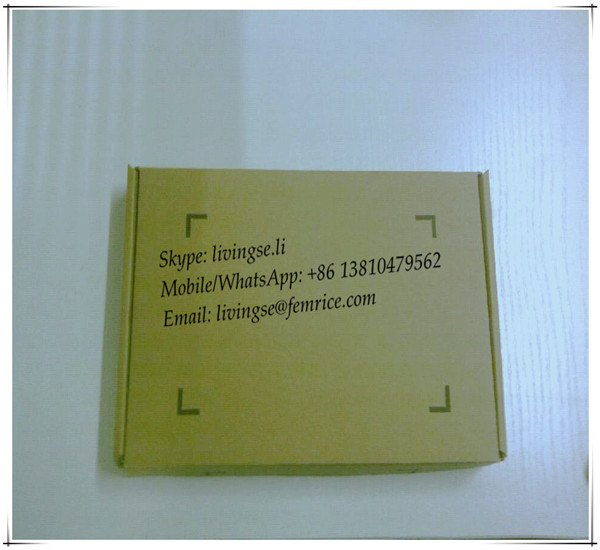 Skype: livingse.li
Mobile/WhatsApp: +86 13810479562
Email: livingse@femrice.com